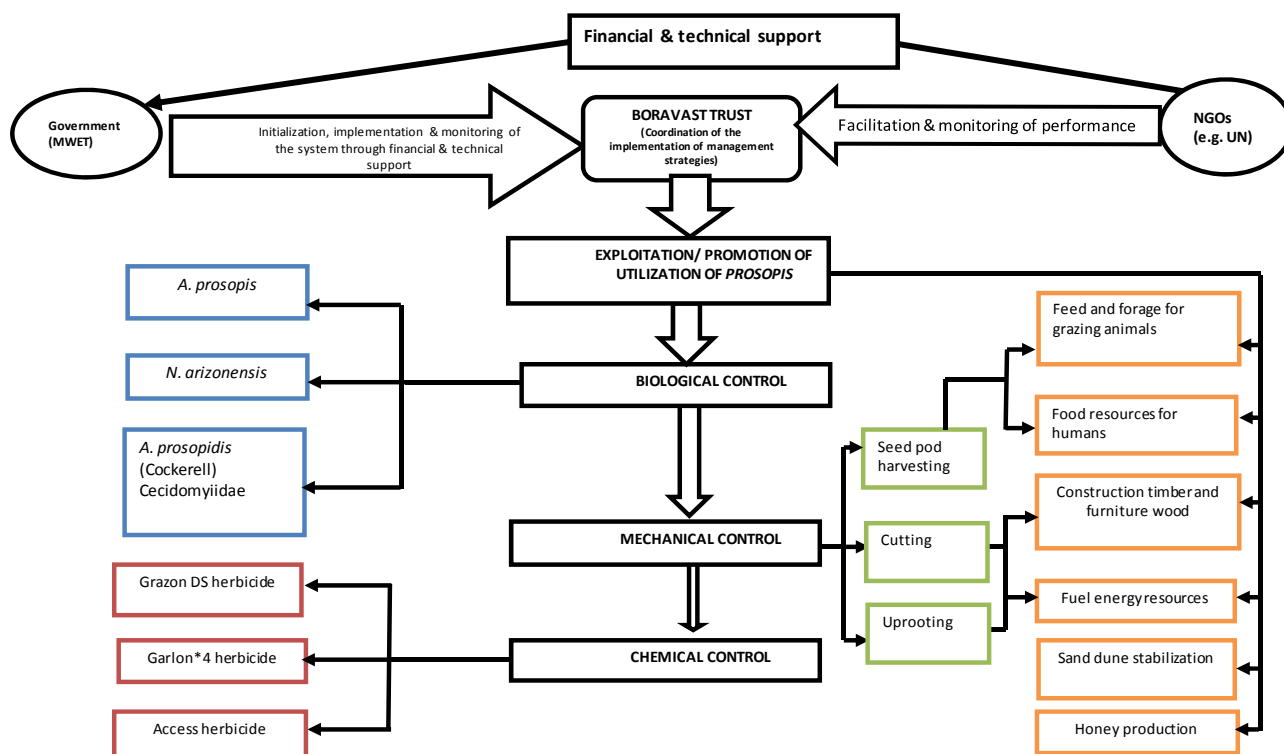 Financial & technical support
Government
(MWET)
Initialization, implementation & monitoring of
the system through financial & technical
support
BORAVAST TRUST
(Coordination of the
implementation of management
strategies)
Facilitation & monitoring of performance
NGOs
(e.g. UN)
EXPLOITATION/ PROMOTION OF
UTILIZATION OF PROSOPIS
A. prosopis
N. arizonensis
A. prosopidis
(Cockerell)
Cecidomyiidae
BIOLOGICAL CONTROL
Feed and forage for
grazing animals
Food resources for
humans
Seed pod
harvesting
Construction timber and
furniture wood
MECHANICAL CONTROL
Cutting
Uprooting
Fuel energy resources
Grazon DS herbicide
Garlon*4 herbicide
Access herbicide
CHEMICAL CONTROL
Sand dune stabilization
Honey production